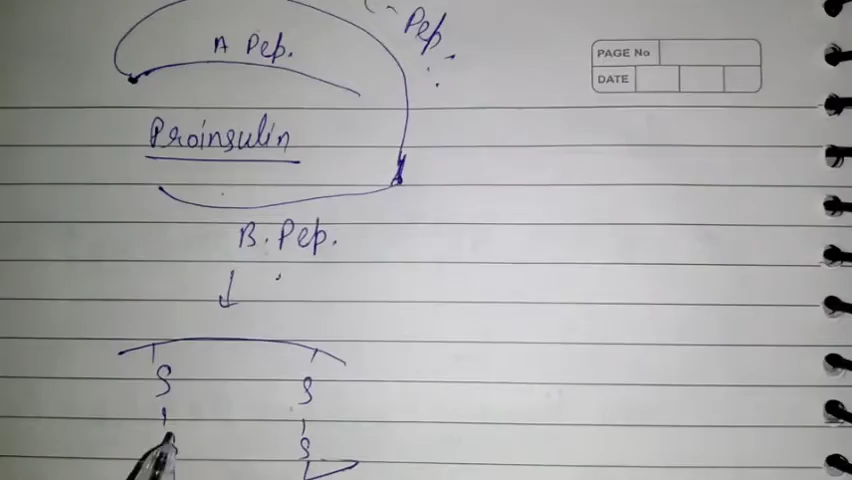 C- Pep
A Pep.
PAGE No
DATE
Proinsulin
B. Pep.
S S
S